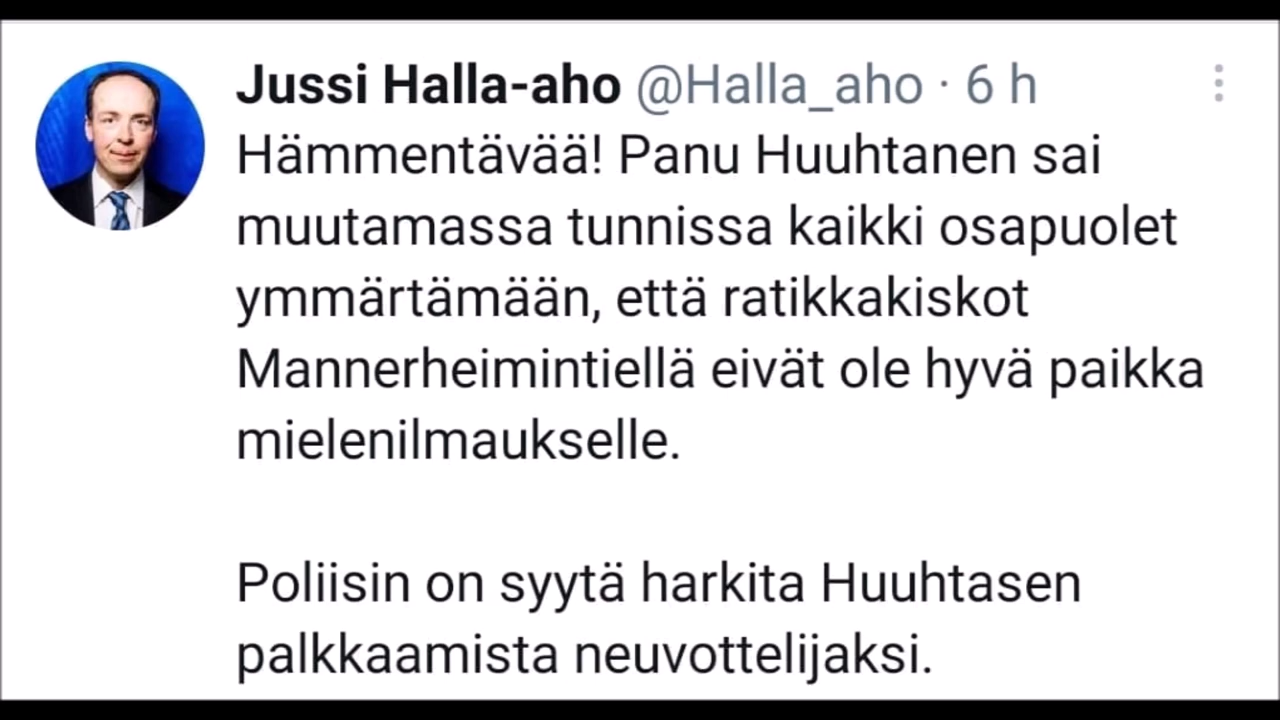 Jussi Halla-aho @Halla_aho · 6 h
Hämmentävää! Panu Huuhtanen sai
muutamassa tunnissa kaikki osapuolet
ymmärtämään, että ratikkakiskot
Mannerheimintiellä eivät ole hyvä paikka
mielenilmaukselle.
Poliisin on syytä harkita Huuhtasen
palkkaamista neuvottelijaksi.